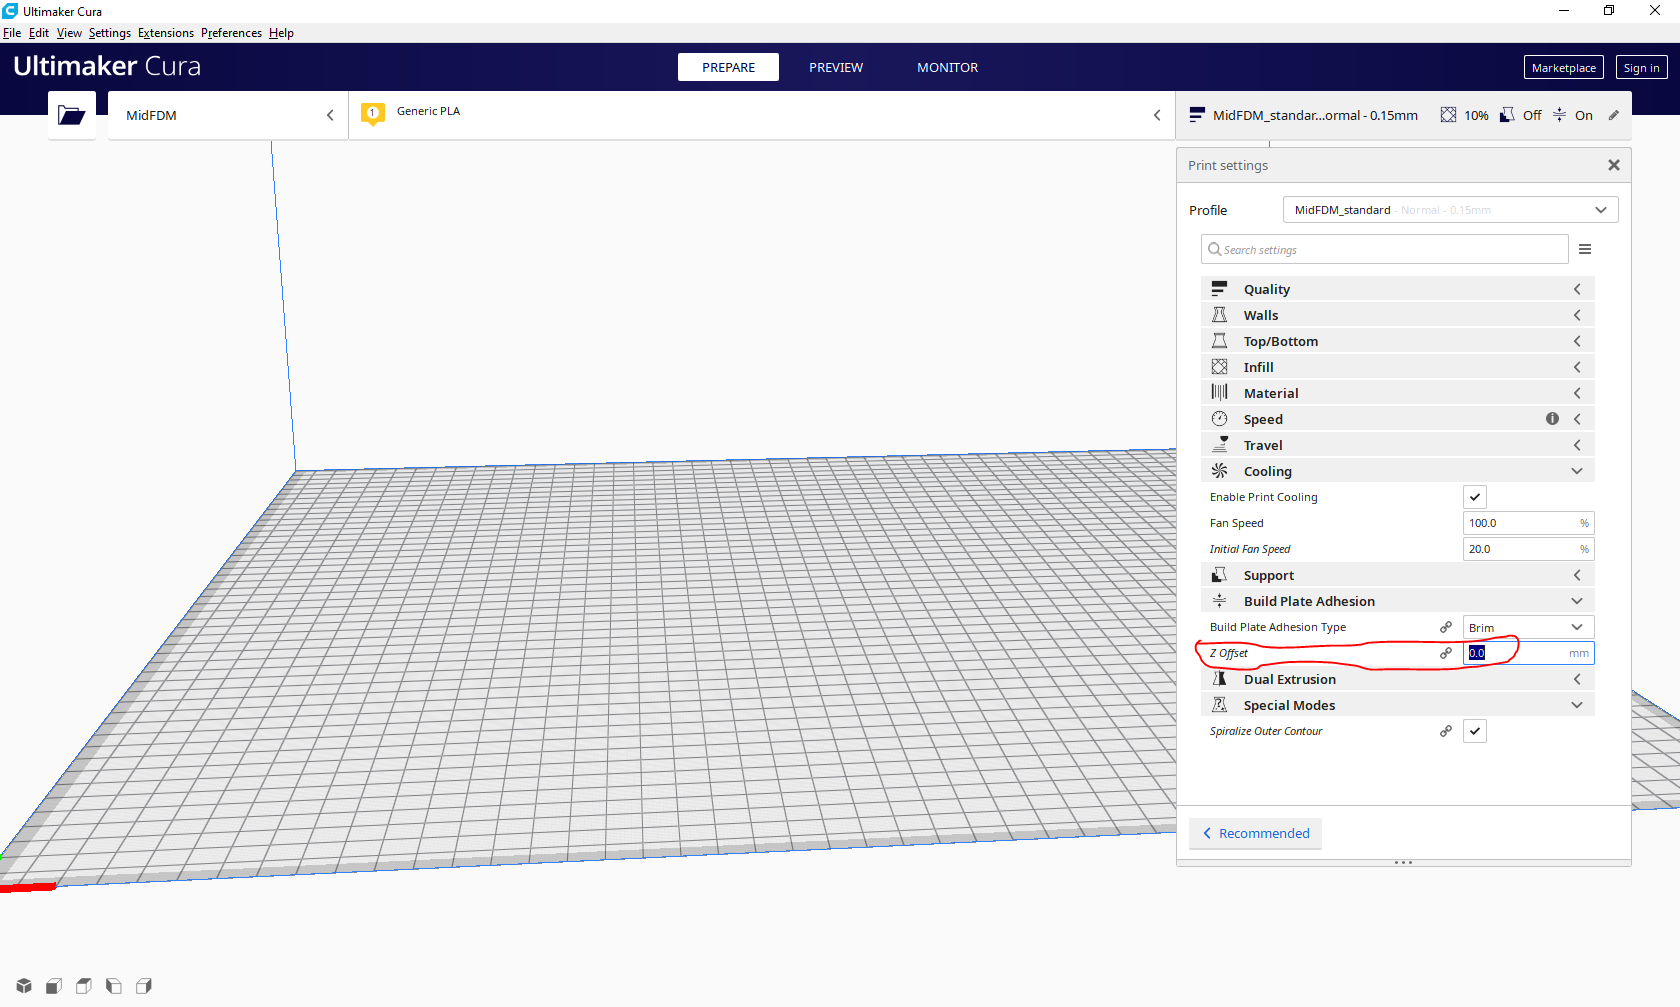 Ultimaker Cura
File Edit View Settings Extensions Preferences Help
Ultimaker Cura PREPARE PREVIEW MONITOR Marketplace Sign in
MidFDM 1 Generic PLA MidFDM_standar...ormal - 0.15mm 10% Off On
Print settings
Profile MidFDM_standard - Normal - 0.15mm
Search settings
Quality
Walls
Top/Bottom
Infill
Material
Speed
Travel
Cooling
Enable Print Cooling
Fan Speed 100.0 %
Initial Fan Speed 20.0 %
Support
Build Plate Adhesion
Build Plate Adhesion Type Brim
Z Offset 0.0 mm
Dual Extrusion
Special Modes
Spiralize Outer Contour
Recommended